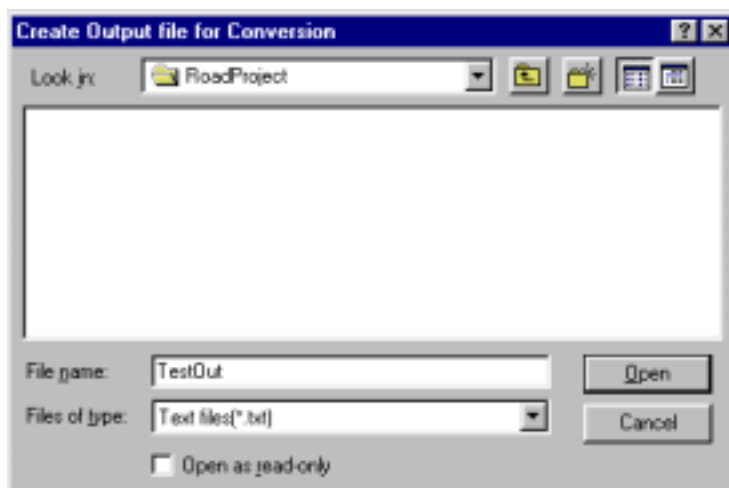 Create Output file for Conversion
Look in: RoadProject
File name: TestOut Open
Files of type: Text files(*.txt) Cancel
Open as read-only